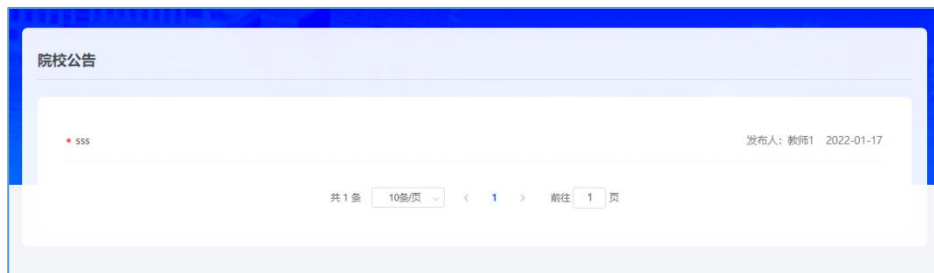 院校公告
sss 发布人：教师1 2022-01-17
共 1 条 10条/页 1 前往 1 页